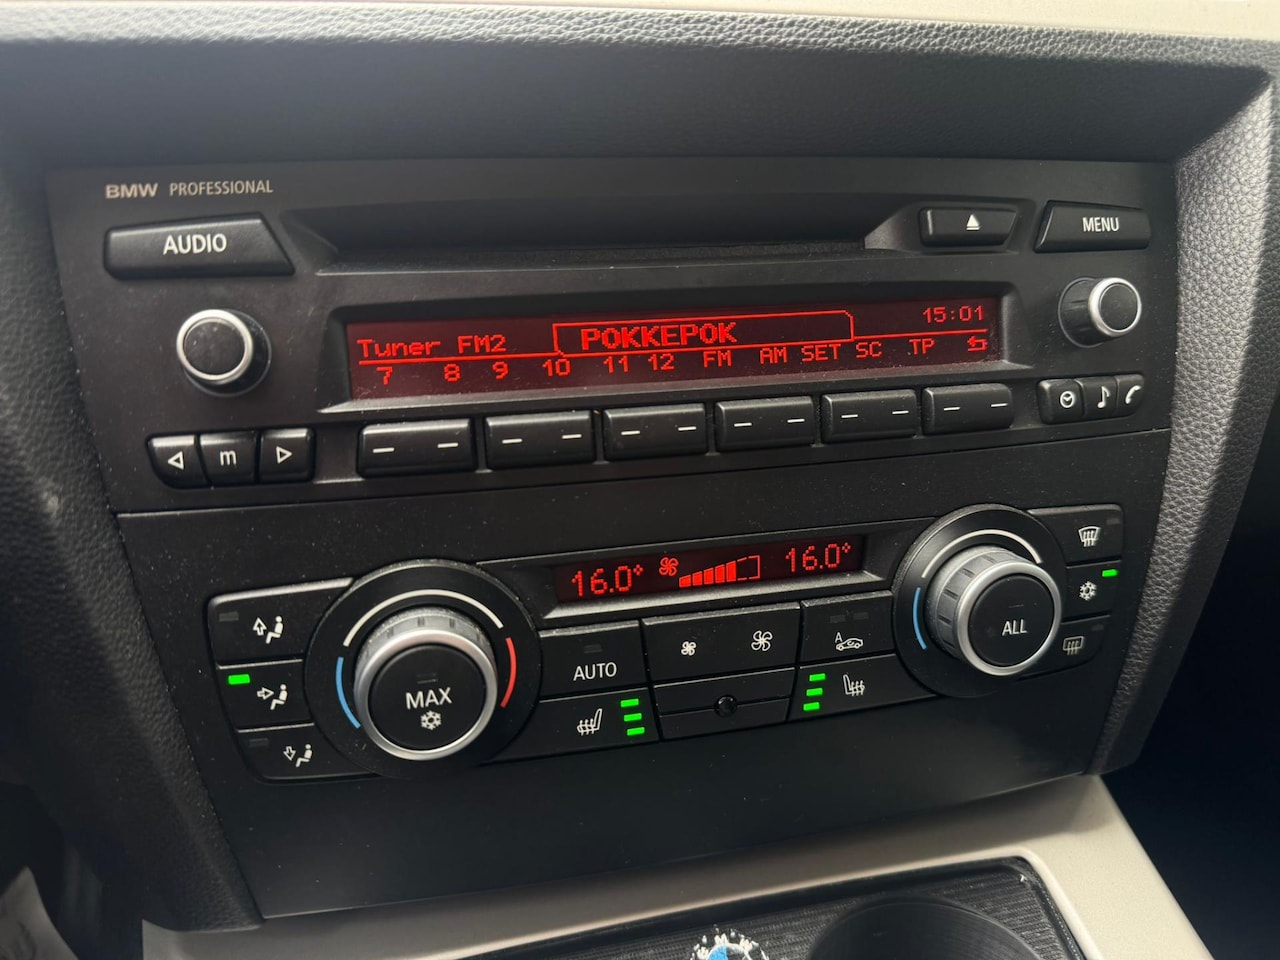 BMW PROFESSIONAL
AUDIO
MENU
15:01
Tuner FM2 POKKEPOK
7 8 9 10 11 12 FM AM SET SC TP
m
16.0° 16.0°
MAX
AUTO
A
ALL